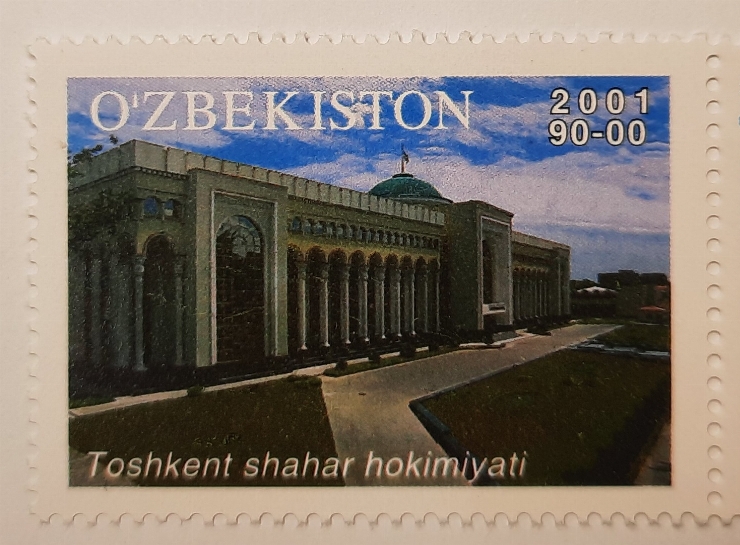 O'ZBEKISTON
2001
90-00
Toshkent shahar hokimiyati